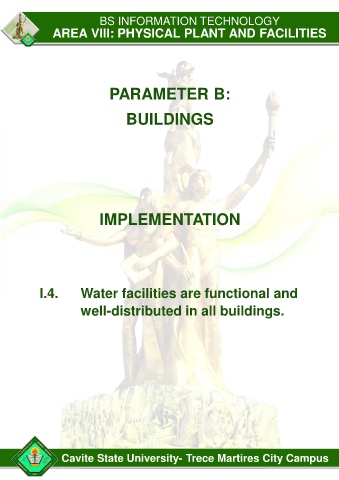 BS INFORMATION TECHNOLOGY
AREA VIII: PHYSICAL PLANT AND FACILITIES
PARAMETER B:
BUILDINGS
IMPLEMENTATION
I.4. Water facilities are functional and
well-distributed in all buildings.
Cavite State University- Trece Martires City Campus